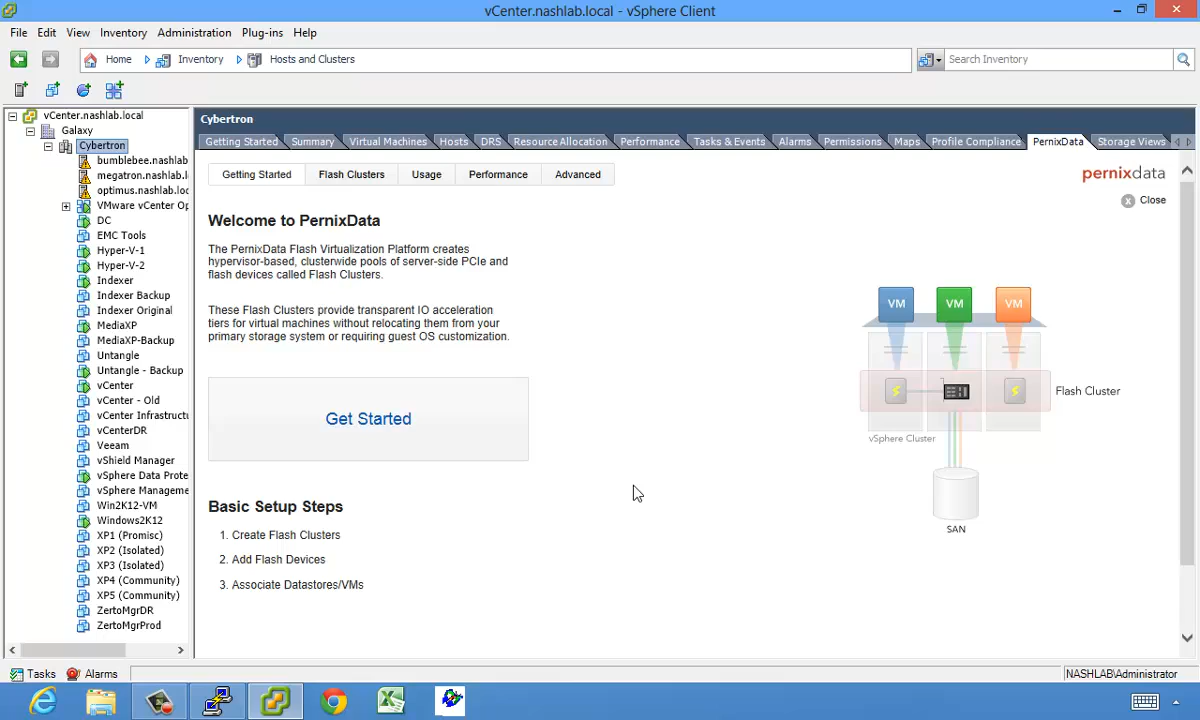 vCenter.nashlab.local - vSphere Client
File Edit View Inventory Administration Plug-ins Help
Home Inventory Hosts and Clusters Search Inventory
vCenter.nashlab.local
Galaxy
Cybertron
bumblebee.nashlab
megatron.nashlab.l
optimus.nashlab.loc
VMware vCenter Op
DC
EMC Tools
Hyper-V-1
Hyper-V-2
Indexer
Indexer Backup
Indexer Original
MediaXP
MediaXP-Backup
Untangle
Untangle - Backup
vCenter
vCenter - Old
vCenter Infrastructu
vCenterDR
Veeam
vShield Manager
vSphere Data Prote
vSphere Manageme
Win2K12-VM
Windows2K12
XP1 (Promisc)
XP2 (Isolated)
XP3 (Isolated)
XP4 (Community)
XP5 (Community)
ZertoMgrDR
ZertoMgrProd
Cybertron
Getting Started Summary Virtual Machines Hosts DRS Resource Allocation Performance Tasks & Events Alarms Permissions Maps Profile Compliance PernixData Storage Views
Getting Started Flash Clusters Usage Performance Advanced
pernixdata
Close
Welcome to PernixData
The PernixData Flash Virtualization Platform creates
hypervisor-based, clusterwide pools of server-side PCIe and
flash devices called Flash Clusters.
These Flash Clusters provide transparent IO acceleration
tiers for virtual machines without relocating them from your
primary storage system or requiring guest OS customization.
Get Started
Basic Setup Steps
1. Create Flash Clusters
2. Add Flash Devices
3. Associate Datastores/VMs
VM VM VM
Flash Cluster
vSphere Cluster
SAN
Tasks Alarms NASHLAB\Administrator